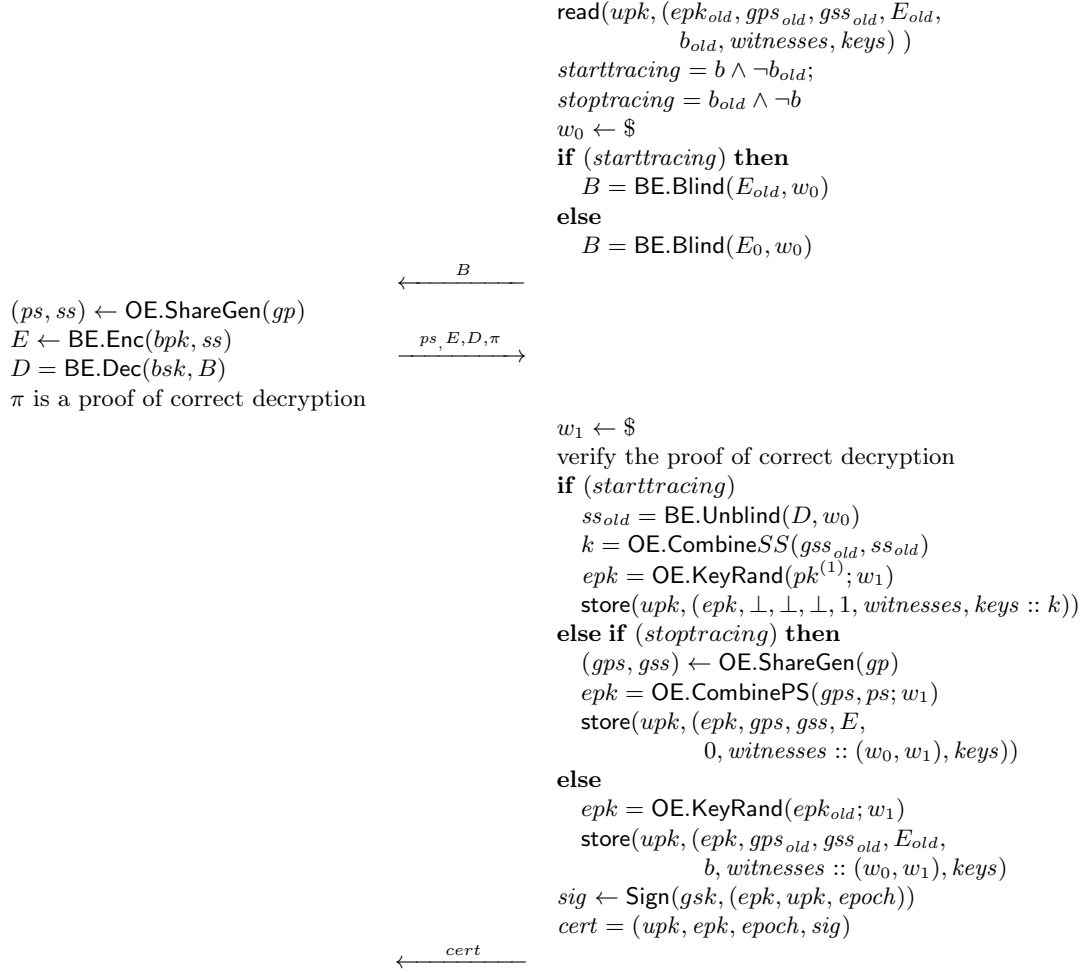 read(upk, (epk_old, gps_old, gss_old, E_old,
b_old, witnesses, keys) )
starttracing = b ∧ ¬b_old;
stoptracing = b_old ∧ ¬b
w_0 ← $
if (starttracing) then
B = BE.Blind(E_old, w_0)
else
B = BE.Blind(E_0, w_0)
B
(ps, ss) ← OE.ShareGen(gp)
E ← BE.Enc(bpk, ss)
ps,E,D,π
D = BE.Dec(bsk, B)
π is a proof of correct decryption
w_1 ← $
verify the proof of correct decryption
if (starttracing)
ss_old = BE.Unblind(D, w_0)
k = OE.CombineSS(gss_old, ss_old)
epk = OE.KeyRand(pk^(1); w_1)
store(upk, (epk, ⊥, ⊥, ⊥, 1, witnesses, keys :: k))
else if (stoptracing) then
(gps, gss) ← OE.ShareGen(gp)
epk = OE.CombinePS(gps, ps; w_1)
store(upk, (epk, gps, gss, E,
0, witnesses :: (w_0, w_1), keys))
else
epk = OE.KeyRand(epk_old; w_1)
store(upk, (epk, gps_old, gss_old, E_old,
b, witnesses :: (w_0, w_1), keys)
sig ← Sign(gsk, (epk, upk, epoch))
cert = (upk, epk, epoch, sig)
cert